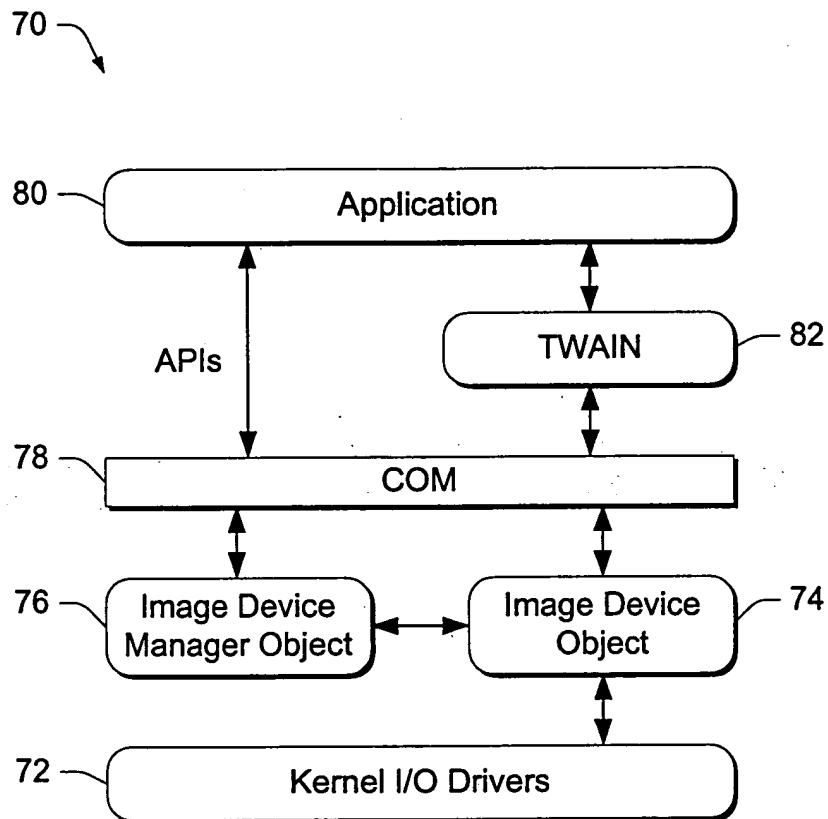 70
80
Application
APIs
TWAIN
82
78
COM
76
Image Device
Manager Object
Image Device
Object
74
72
Kernel I/O Drivers